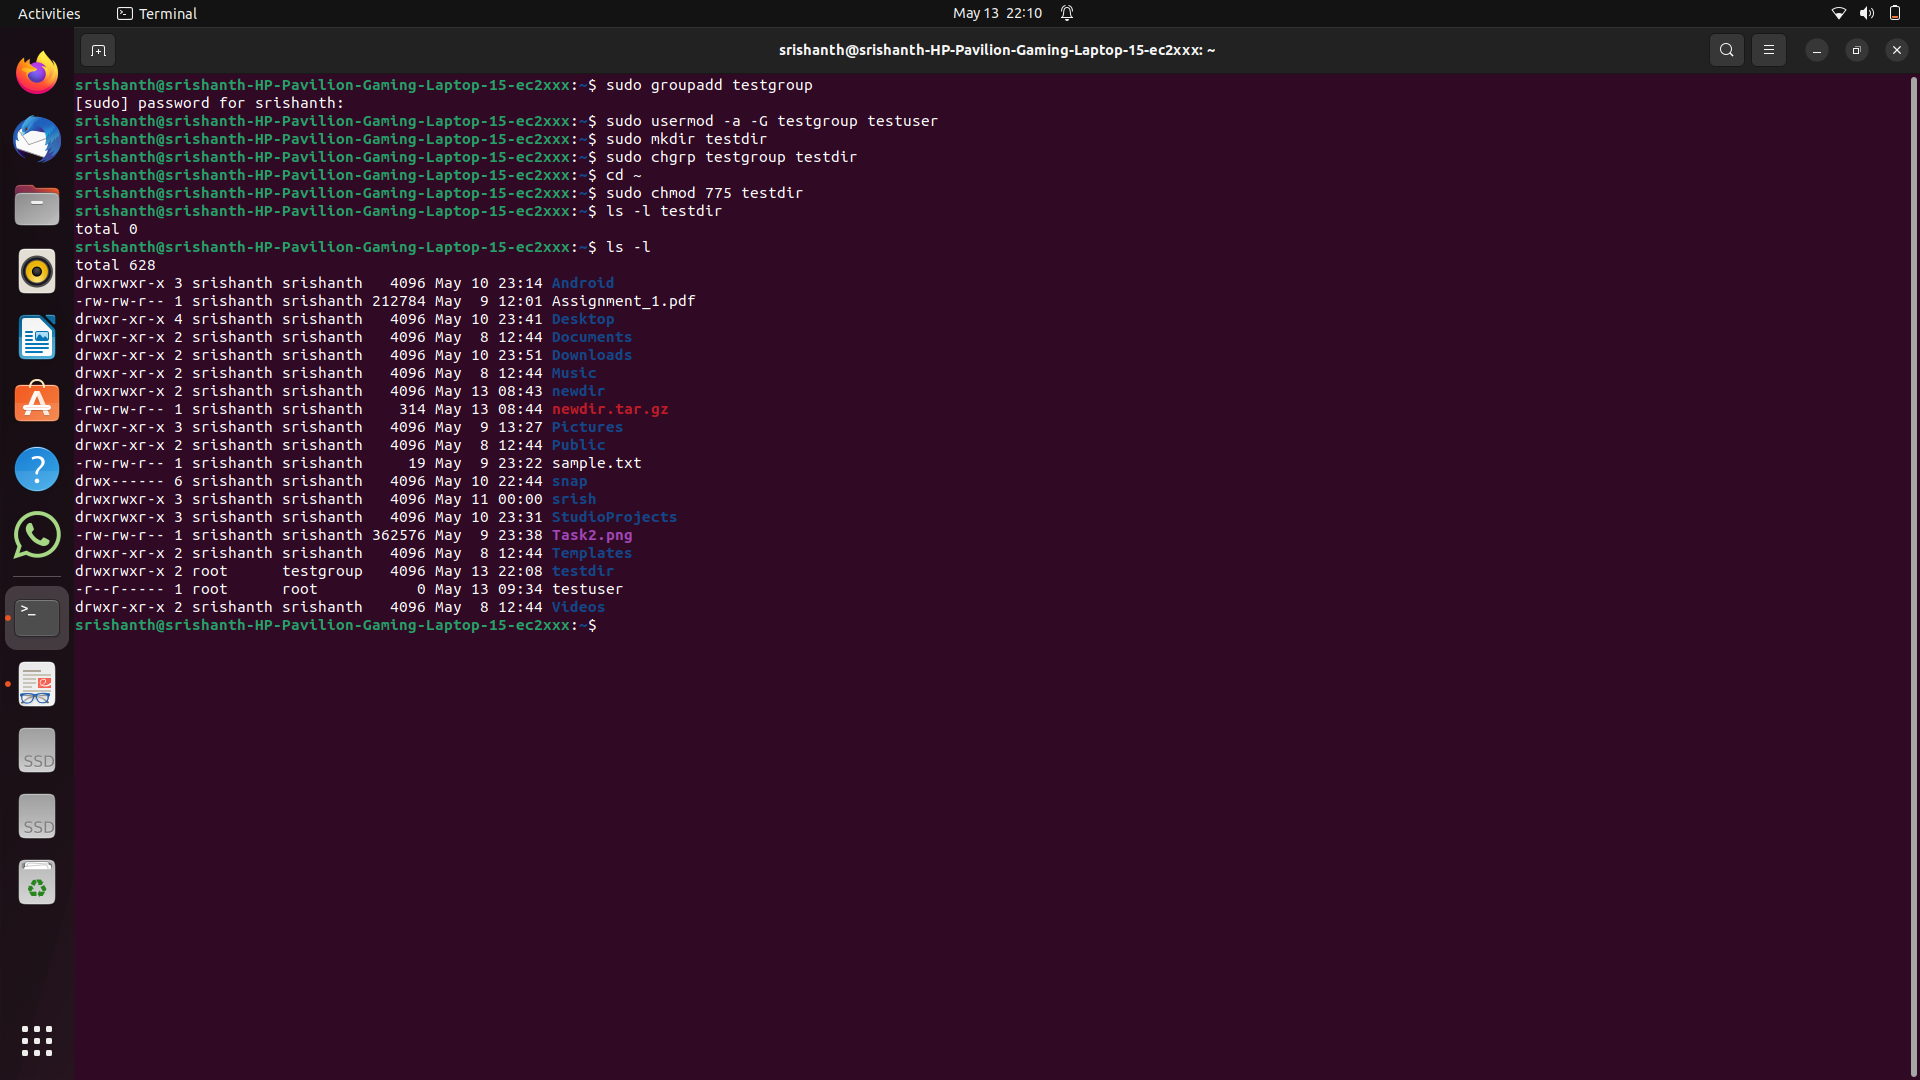 Activities Terminal May 13 22:10
srishanth@srishanth-HP-Pavilion-Gaming-Laptop-15-ec2xxx: ~
srishanth@srishanth-HP-Pavilion-Gaming-Laptop-15-ec2xxx:~$ sudo groupadd testgroup
[sudo] password for srishanth:
srishanth@srishanth-HP-Pavilion-Gaming-Laptop-15-ec2xxx:~$ sudo usermod -a -G testgroup testuser
srishanth@srishanth-HP-Pavilion-Gaming-Laptop-15-ec2xxx:~$ sudo mkdir testdir
srishanth@srishanth-HP-Pavilion-Gaming-Laptop-15-ec2xxx:~$ sudo chgrp testgroup testdir
srishanth@srishanth-HP-Pavilion-Gaming-Laptop-15-ec2xxx:~$ cd ~
srishanth@srishanth-HP-Pavilion-Gaming-Laptop-15-ec2xxx:~$ sudo chmod 775 testdir
srishanth@srishanth-HP-Pavilion-Gaming-Laptop-15-ec2xxx:~$ ls -l testdir
total 0
srishanth@srishanth-HP-Pavilion-Gaming-Laptop-15-ec2xxx:~$ ls -l
total 628
drwxrwxr-x 3 srishanth srishanth   4096 May 10 23:14 Android
-rw-rw-r-- 1 srishanth srishanth 212784 May  9 12:01 Assignment_1.pdf
drwxr-xr-x 4 srishanth srishanth   4096 May 10 23:41 Desktop
drwxr-xr-x 2 srishanth srishanth   4096 May  8 12:44 Documents
drwxr-xr-x 2 srishanth srishanth   4096 May 10 23:51 Downloads
drwxr-xr-x 2 srishanth srishanth   4096 May  8 12:44 Music
drwxrwxr-x 2 srishanth srishanth   4096 May 13 08:43 newdir
-rw-rw-r-- 1 srishanth srishanth    314 May 13 08:44 newdir.tar.gz
drwxr-xr-x 3 srishanth srishanth   4096 May  9 13:27 Pictures
drwxr-xr-x 2 srishanth srishanth   4096 May  8 12:44 Public
-rw-rw-r-- 1 srishanth srishanth     19 May  9 23:22 sample.txt
drwx------ 6 srishanth srishanth   4096 May 10 22:44 snap
drwxrwxr-x 3 srishanth srishanth   4096 May 11 00:00 srish
drwxrwxr-x 3 srishanth srishanth   4096 May 10 23:31 StudioProjects
-rw-rw-r-- 1 srishanth srishanth 362576 May  9 23:38 Task2.png
drwxr-xr-x 2 srishanth srishanth   4096 May  8 12:44 Templates
drwxrwxr-x 2 root      testgroup   4096 May 13 22:08 testdir
-r--r----- 1 root      root           0 May 13 09:34 testuser
drwxr-xr-x 2 srishanth srishanth   4096 May  8 12:44 Videos
srishanth@srishanth-HP-Pavilion-Gaming-Laptop-15-ec2xxx:~$
SSD
SSD